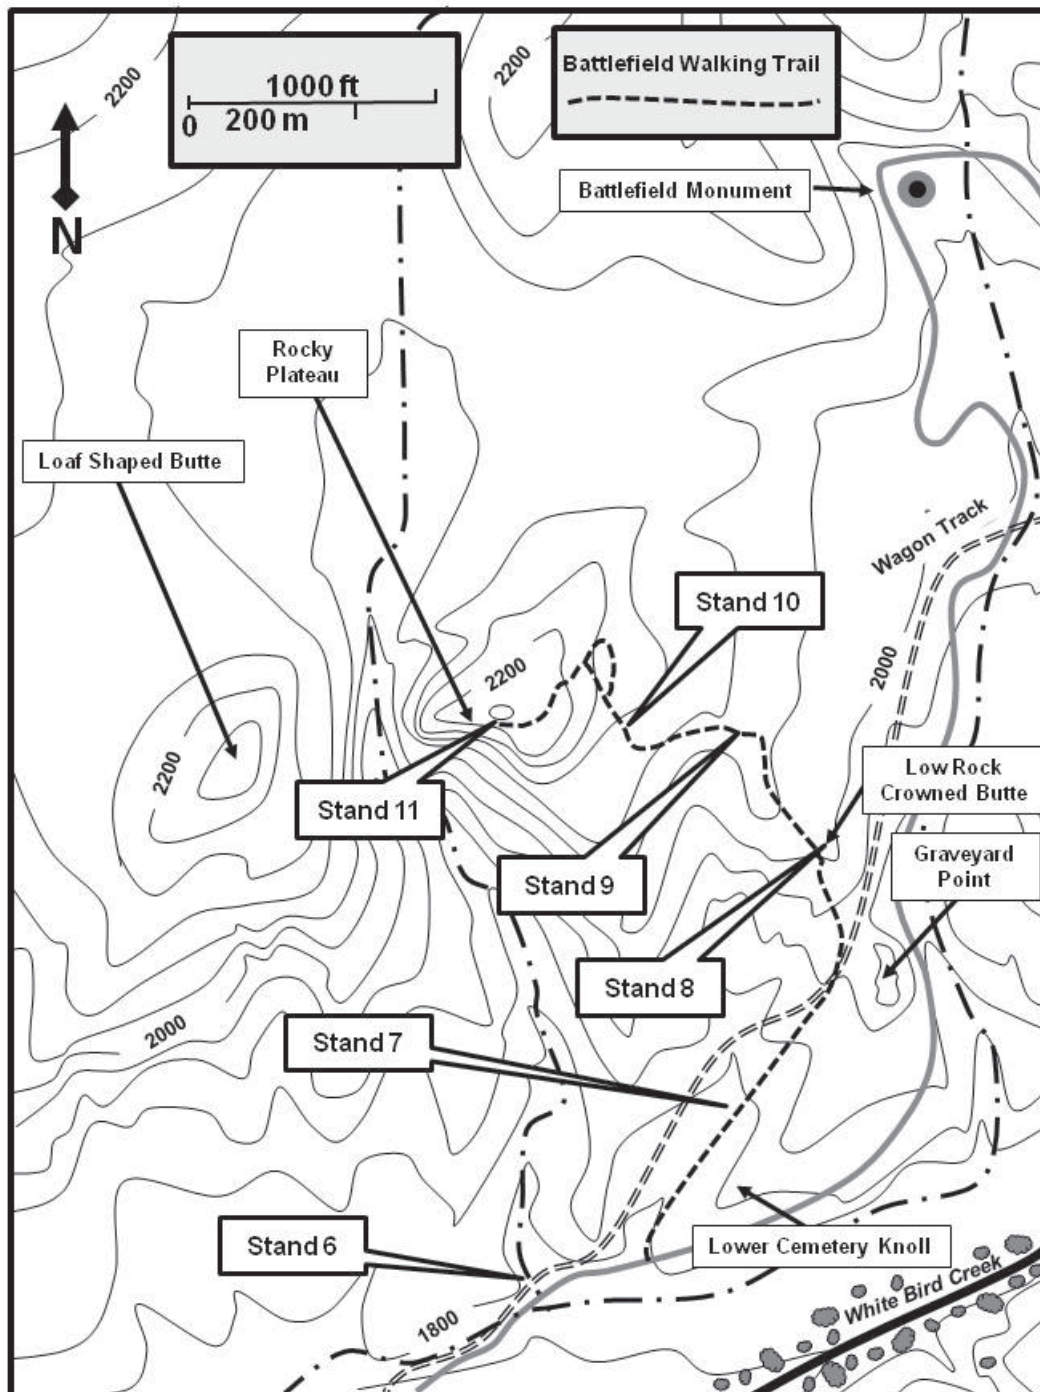 2200
2200
1000 ft
0 200 m
Battlefield Walking Trail
N
Battlefield Monument
Rocky
Plateau
Loaf Shaped Butte
Wagon Track
Stand 10
2200
2000
2200
Low Rock
Crowned Butte
Stand 11
Graveyard
Point
Stand 9
Stand 8
2000
Stand 7
Stand 6
Lower Cemetery Knoll
White Bird Creek
1800